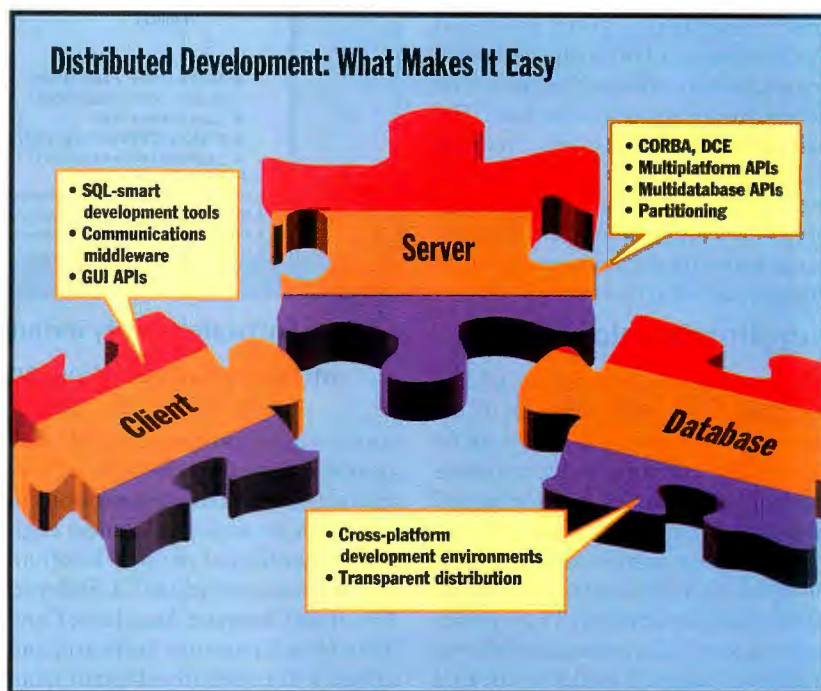 Distributed Development: What Makes It Easy
• SQL-smart
development tools
• Communications
middleware
• GUI APIs
• CORBA, DCE
• Multiplatform APIs
• Multidatabase APIs
• Partitioning
Server
Client
Database
• Cross-platform
development environments
• Transparent distribution